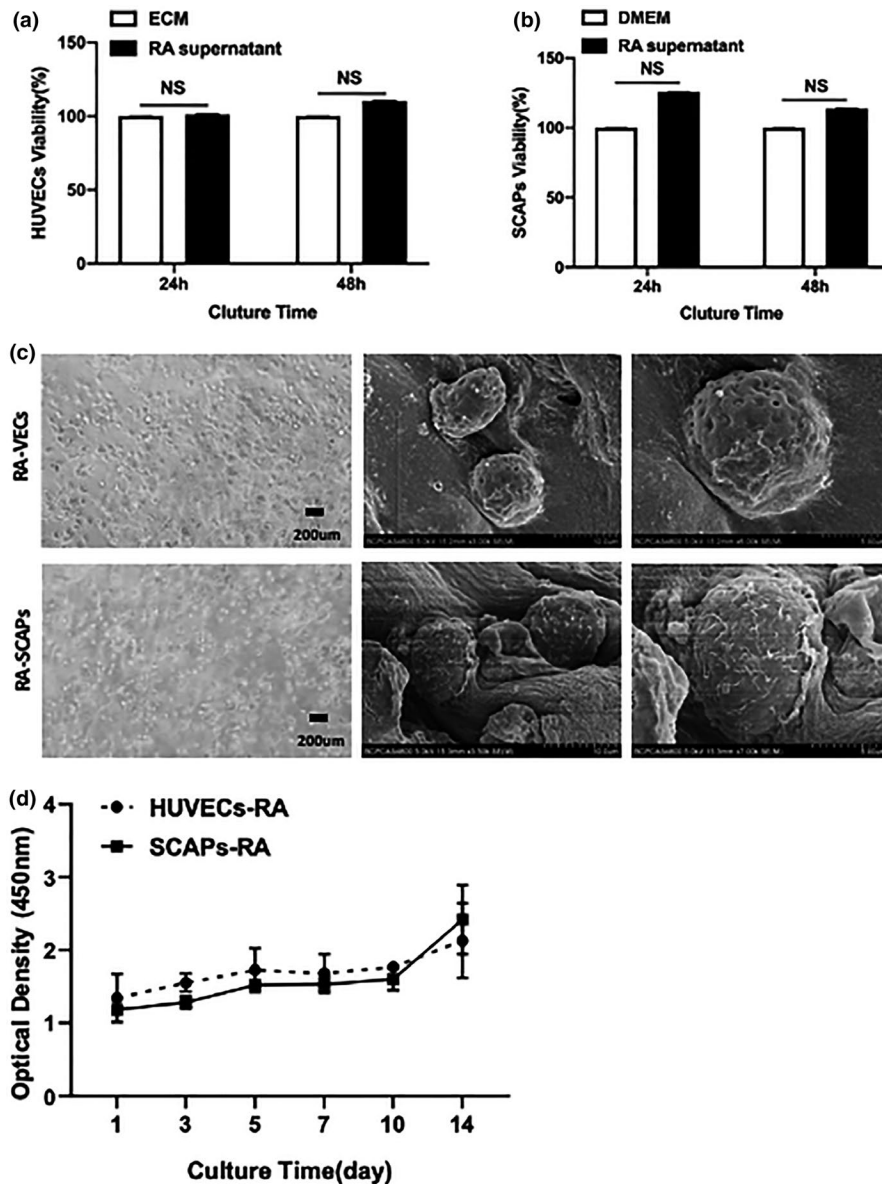 (a)
ECM
RA supernatant
150
100
50
0
HUVECs Viability(%)
NS
NS
24h
48h
Cluture Time
(b)
DMEM
RA supernatant
150
100
50
0
SCAPs Viability(%)
NS
NS
24h
48h
Cluture Time
(c)
RA-VECs
200um
RA-SCAPs
200um
(d)
HUVECs-RA
SCAPs-RA
4
3
2
1
0
Optical Density (450nm)
1 3 5 7 10 14
Culture Time(day)